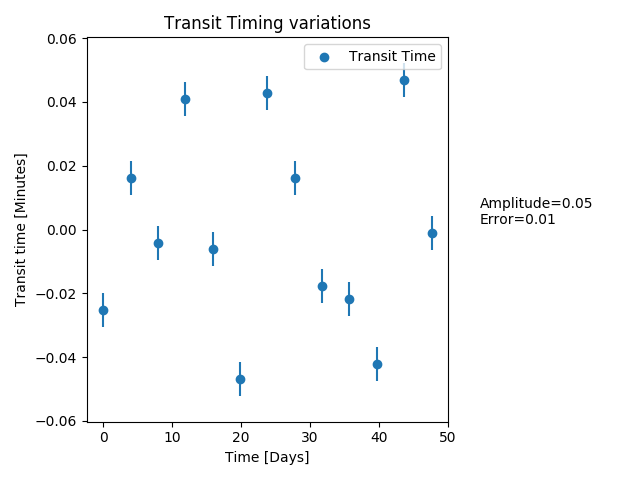 Transit Timing variations
Transit Time
Transit time [Minutes]
0.06
0.04
0.02
0.00
−0.02
−0.04
−0.06
0 10 20 30 40 50
Time [Days]
Amplitude=0.05
Error=0.01